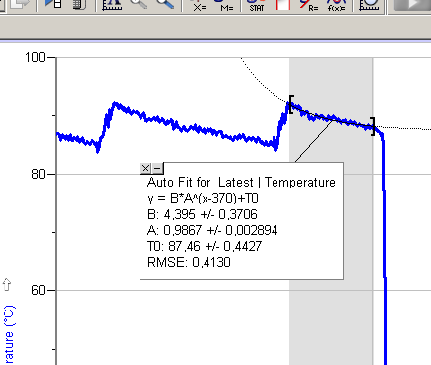 X=
M=
STAT
R=
f(x)=
100
80
60
rature (°C)
Auto Fit for Latest | Temperature
y = B*A^(x-370)+T0
B: 4,395 +/- 0,3706
A: 0,9867 +/- 0,002894
T0: 87,46 +/- 0,4427
RMSE: 0,4130